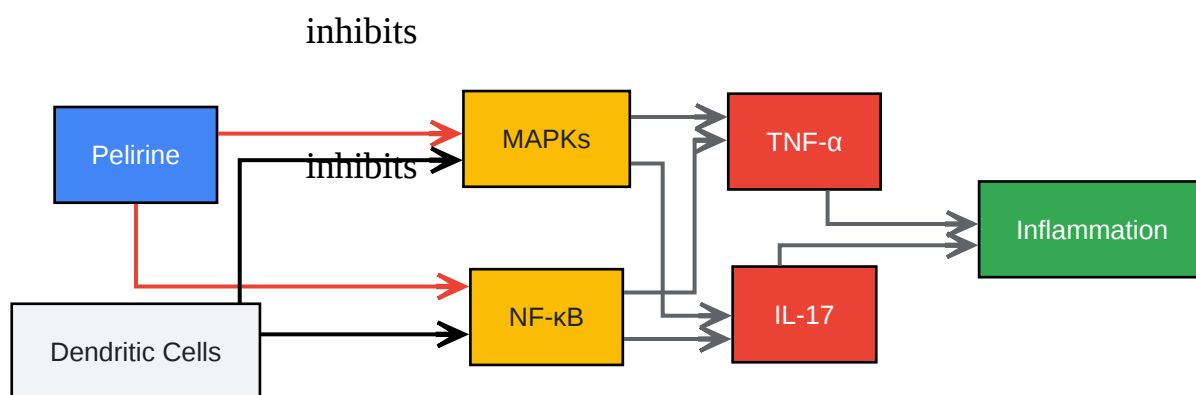 inhibits
Pelirine
MAPKs
TNF-α
inhibits
Inflammation
NF-κB
IL-17
Dendritic Cells